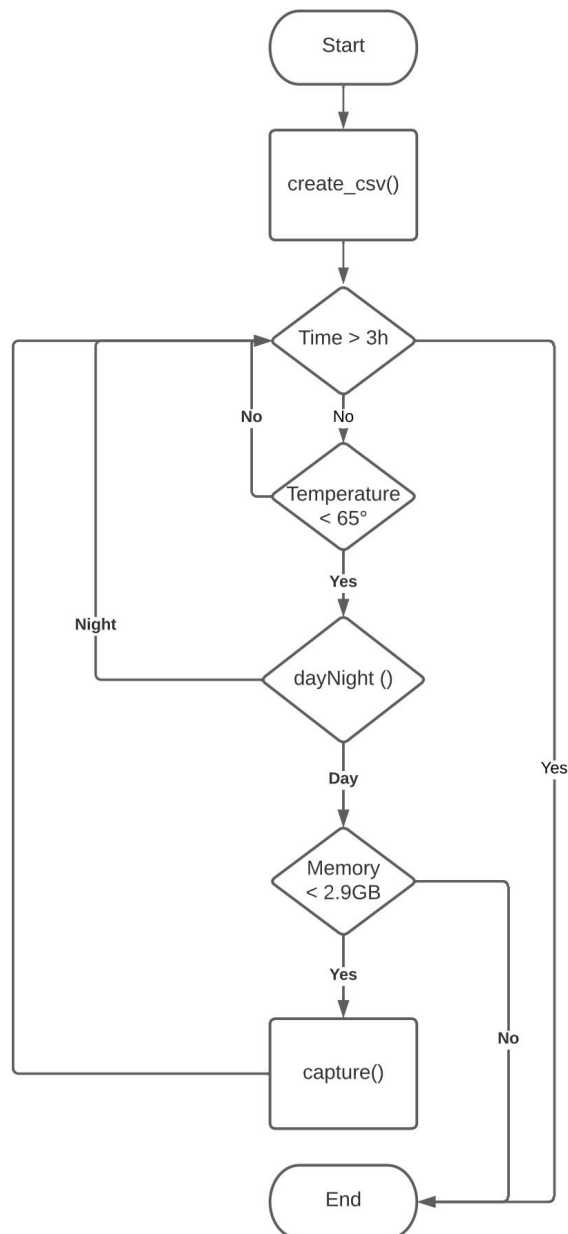 Start
create_csv()
Time > 3h
No
No
Temperature
< 65°
Yes
Night
dayNight ()
Day
Yes
Memory
< 2.9GB
Yes
No
capture()
End